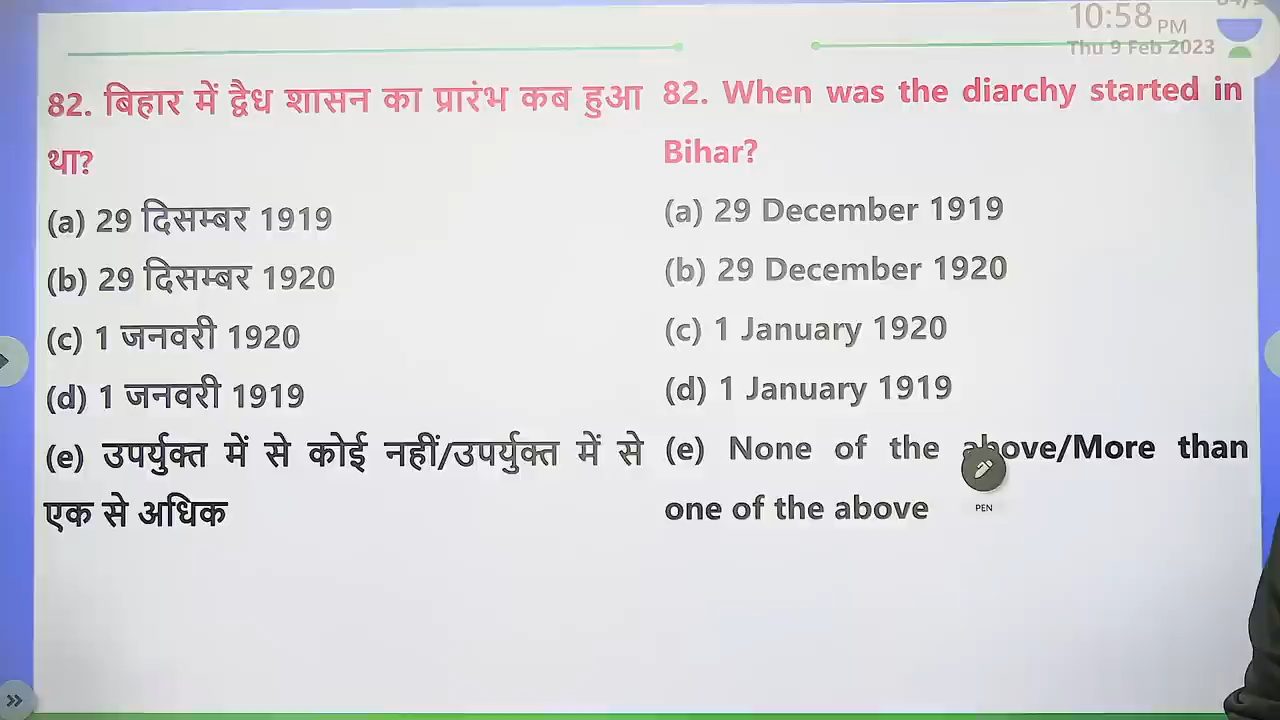 10:58 PM
Thu 9 Feb 2023
82. बिहार में द्वैध शासन का प्रारंभ कब हुआ
था?
(a) 29 दिसम्बर 1919
(b) 29 दिसम्बर 1920
(c) 1 जनवरी 1920
(d) 1 जनवरी 1919
(e) उपर्युक्त में से कोई नहीं/उपर्युक्त में से
एक से अधिक
82. When was the diarchy started in
Bihar?
(a) 29 December 1919
(b) 29 December 1920
(c) 1 January 1920
(d) 1 January 1919
(e) None of the above/More than
one of the above
PEN